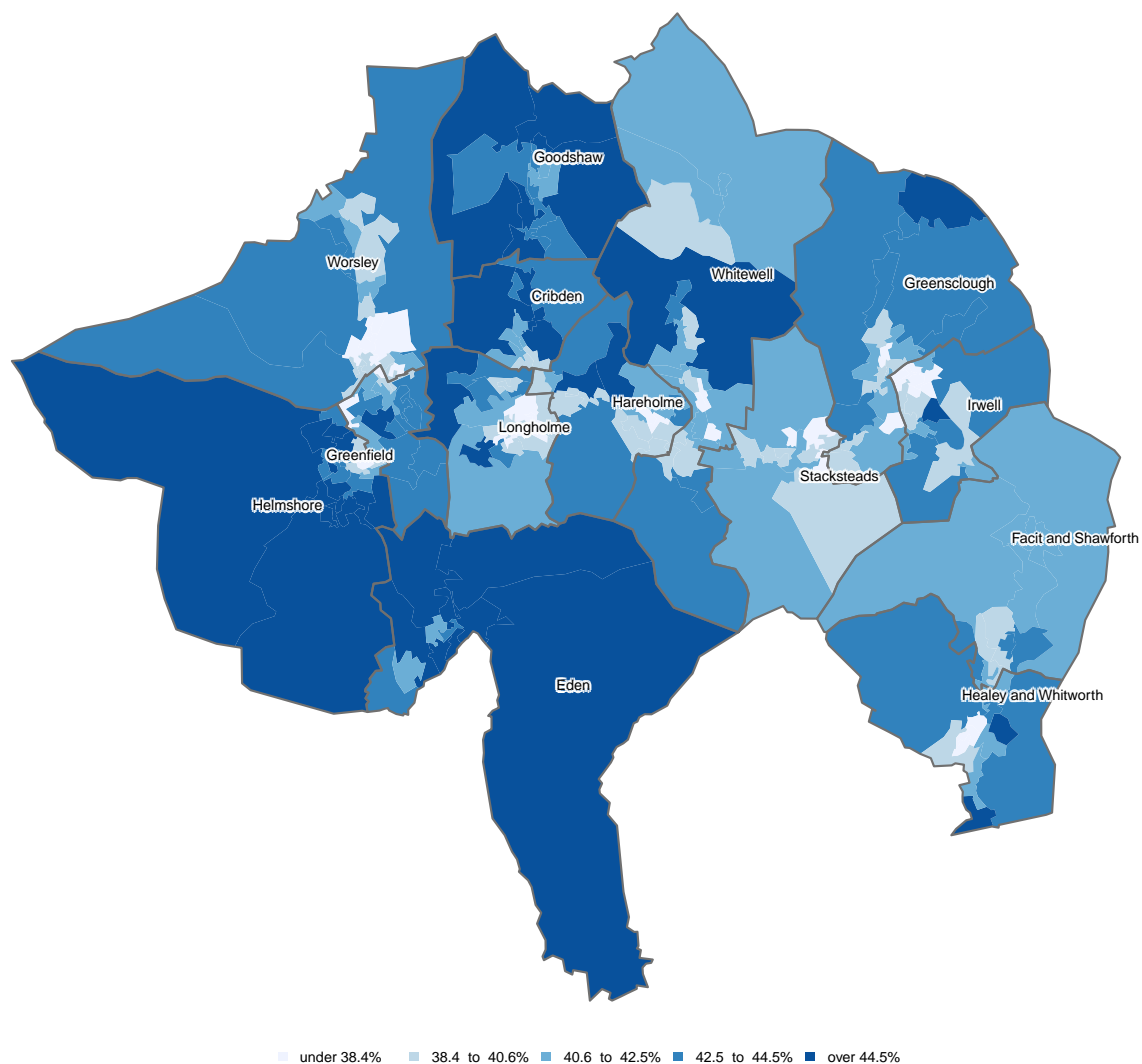 Goodshaw
Worsley
Whitewell
Greensclough
Cribden
Hareholme
Irwell
Longholme
Greenfield
Stacksteads
Helmshore
Facit and Shawforth
Eden
Healey and Whitworth
under 38.4% 38.4 to 40.6% 40.6 to 42.5% 42.5 to 44.5% over 44.5%